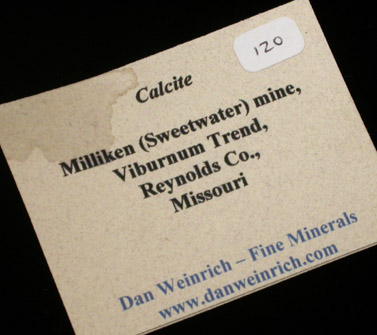 120
Calcite
Milliken (Sweetwater) mine,
Viburnum Trend,
Reynolds Co.,
Missouri
Dan Weinrich – Fine Minerals
www.danweinrich.com